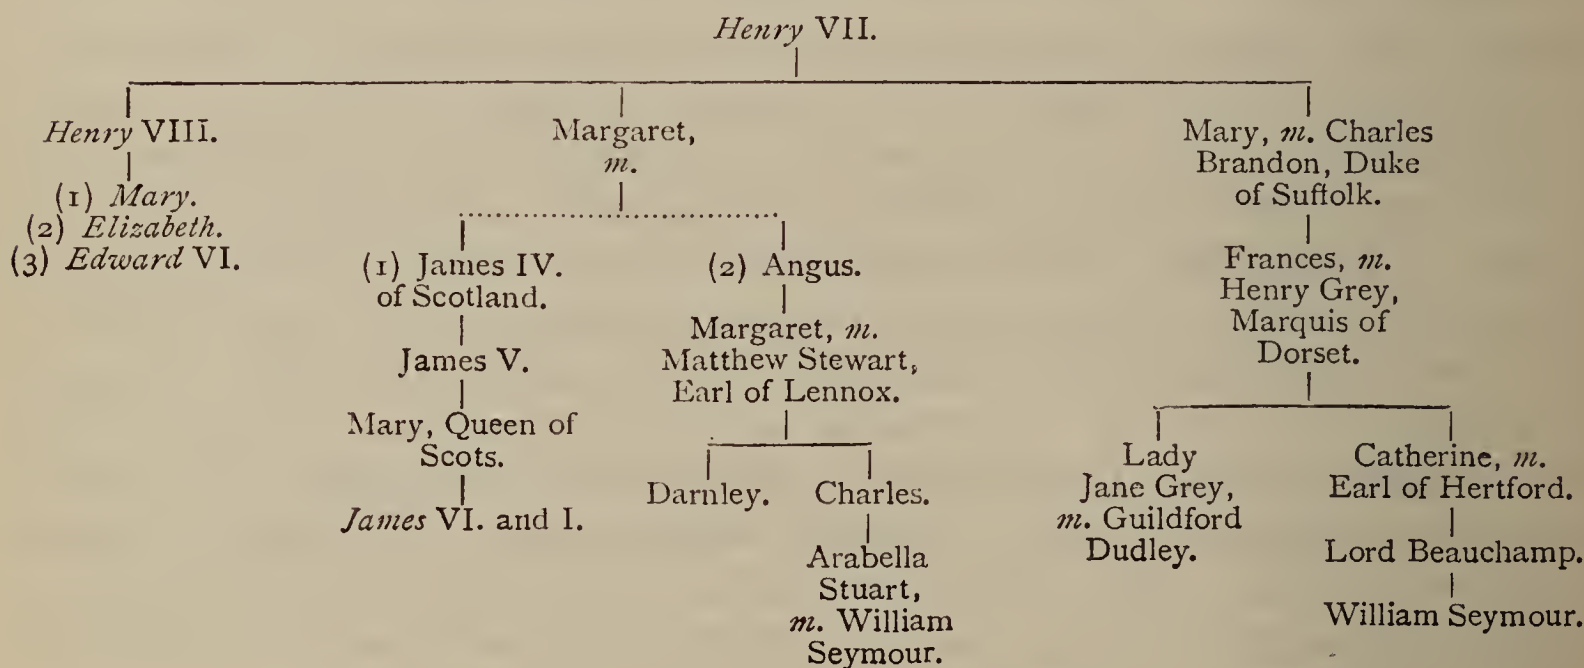 Henry VII.
Henry VIII.
(1) Mary.
(2) Elizabeth.
(3) Edward VI.
Margaret,
m.
(1) James IV.
of Scotland.
James V.
Mary, Queen of
Scots.
James VI. and I.
(2) Angus.
Margaret, m.
Matthew Stewart,
Earl of Lennox.
Darnley.
Charles.
Arabella
Stuart,
m. William
Seymour.
Mary, m. Charles
Brandon, Duke
of Suffolk.
Frances, m.
Henry Grey,
Marquis of
Dorset.
Lady
Jane Grey,
m. Guildford
Dudley.
Catherine, m.
Earl of Hertford.
Lord Beauchamp.
William Seymour.